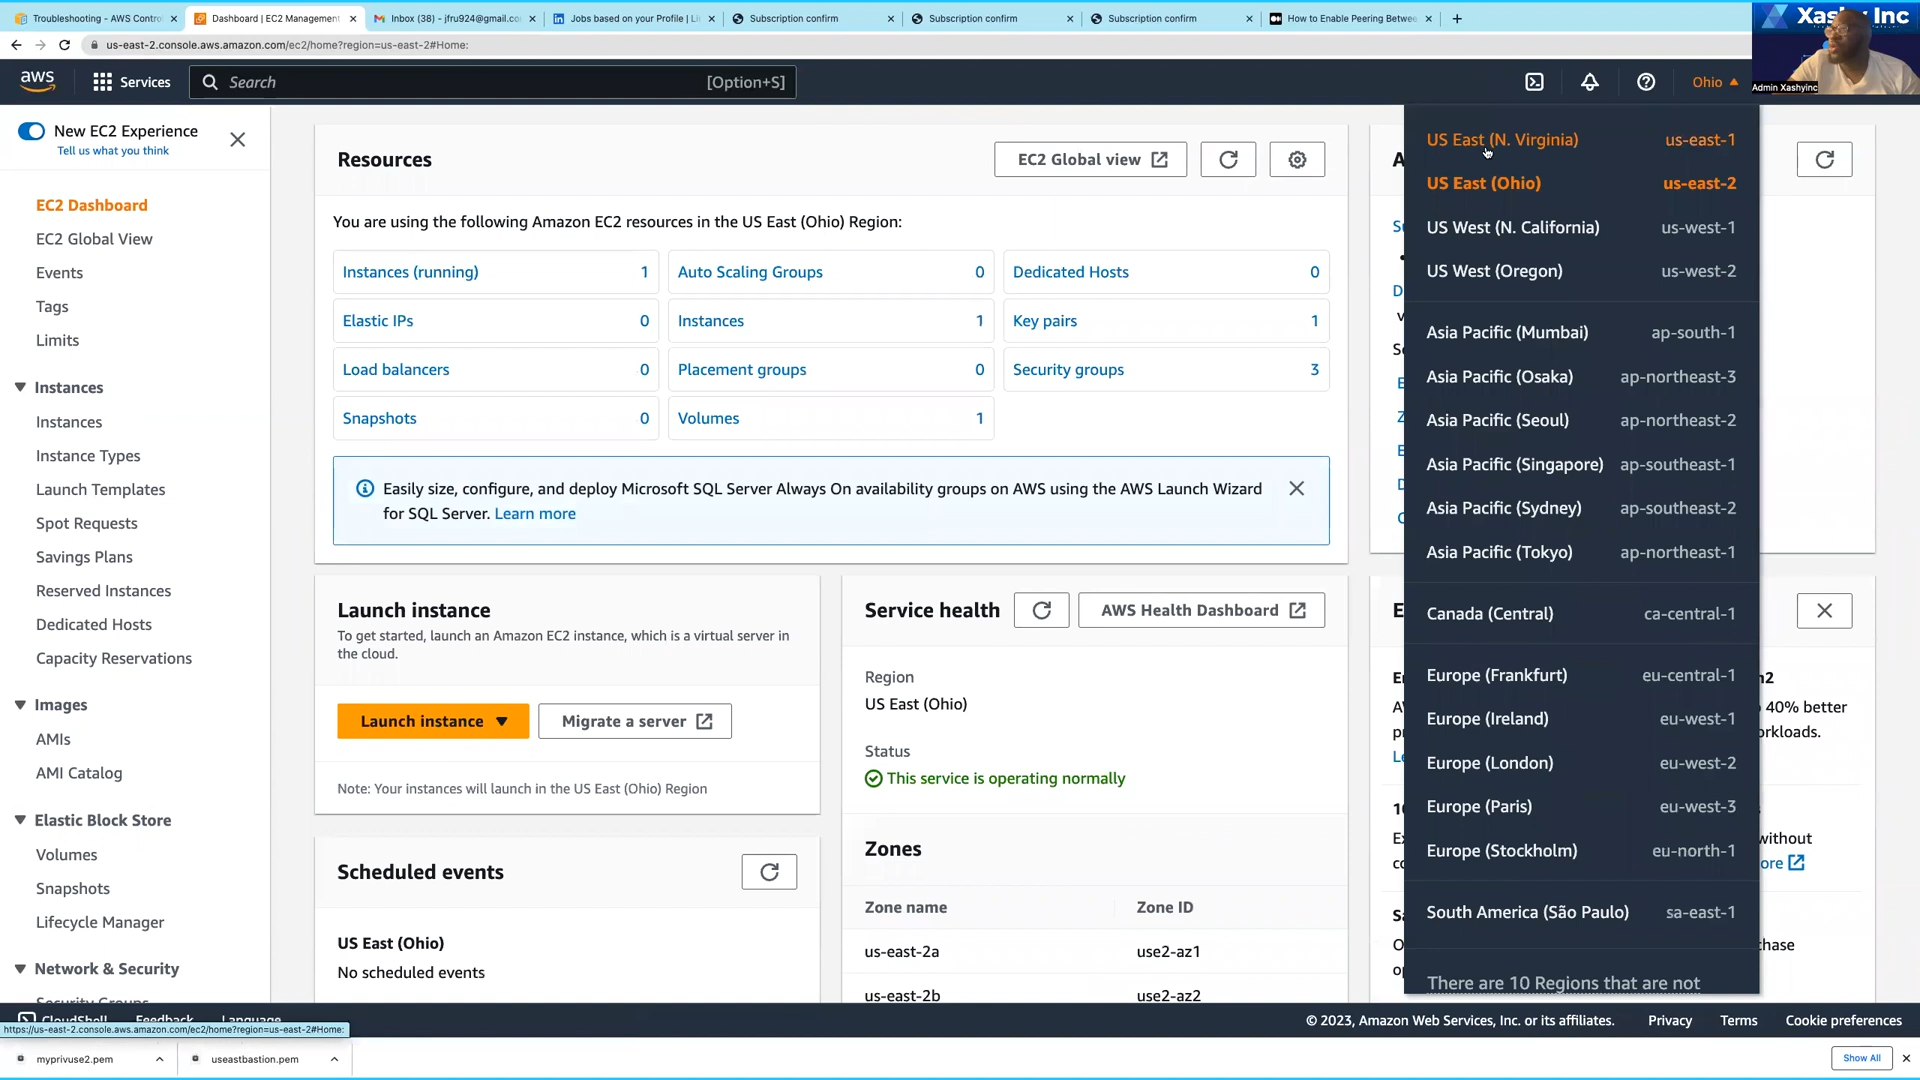 Troubleshooting - AWS Contro
Dashboard | EC2 Management
Inbox (38) - jfru924@gmail.co
Jobs based on your Profile | Li
Subscription confirm
Subscription confirm
Subscription confirm
How to Enable Peering Betwee
us-east-2.console.aws.amazon.com/ec2/home?region=us-east-2#Home:
Xashy Inc
Admin Xashyinc
aws
Services
Search
[Option+S]
Ohio
New EC2 Experience
Tell us what you think
EC2 Dashboard
EC2 Global View
Events
Tags
Limits
Instances
Instances
Instance Types
Launch Templates
Spot Requests
Savings Plans
Reserved Instances
Dedicated Hosts
Capacity Reservations
Images
AMIs
AMI Catalog
Elastic Block Store
Volumes
Snapshots
Lifecycle Manager
Network & Security
Security Groups
Resources
EC2 Global view
You are using the following Amazon EC2 resources in the US East (Ohio) Region:
Instances (running) 1
Auto Scaling Groups 0
Dedicated Hosts 0
Elastic IPs 0
Instances 1
Key pairs 1
Load balancers 0
Placement groups 0
Security groups 3
Snapshots 0
Volumes 1
Easily size, configure, and deploy Microsoft SQL Server Always On availability groups on AWS using the AWS Launch Wizard
for SQL Server. Learn more
Launch instance
To get started, launch an Amazon EC2 instance, which is a virtual server in
the cloud.
Launch instance
Migrate a server
Note: Your instances will launch in the US East (Ohio) Region
Scheduled events
US East (Ohio)
No scheduled events
Service health
AWS Health Dashboard
Region
US East (Ohio)
Status
This service is operating normally
Zones
Zone name Zone ID
us-east-2a use2-az1
us-east-2b use2-az2
US East (N. Virginia) us-east-1
US East (Ohio) us-east-2
US West (N. California) us-west-1
US West (Oregon) us-west-2
Asia Pacific (Mumbai) ap-south-1
Asia Pacific (Osaka) ap-northeast-3
Asia Pacific (Seoul) ap-northeast-2
Asia Pacific (Singapore) ap-southeast-1
Asia Pacific (Sydney) ap-southeast-2
Asia Pacific (Tokyo) ap-northeast-1
Canada (Central) ca-central-1
Europe (Frankfurt) eu-central-1
Europe (Ireland) eu-west-1
Europe (London) eu-west-2
Europe (Paris) eu-west-3
Europe (Stockholm) eu-north-1
South America (São Paulo) sa-east-1
There are 10 Regions that are not
40% better
orkloads.
without
ore
chase
CloudShell
Feedback
Language
© 2023, Amazon Web Services, Inc. or its affiliates.
Privacy
Terms
Cookie preferences
https://us-east-2.console.aws.amazon.com/ec2/home?region=us-east-2#Home:
myprivuse2.pem
useastbastion.pem
Show All